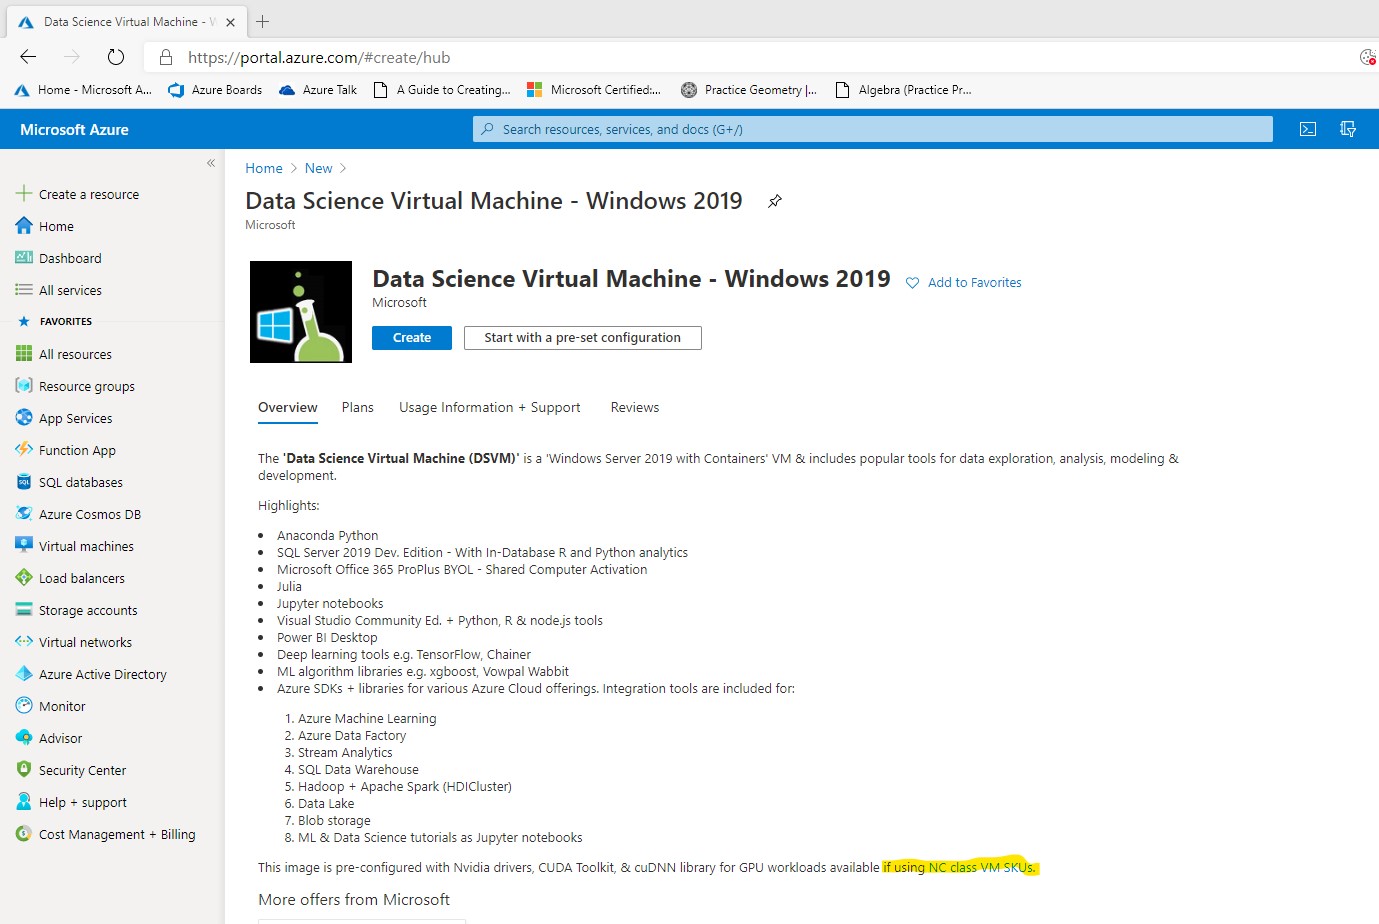 Data Science Virtual Machine - W
https://portal.azure.com/#create/hub
Home - Microsoft A...
Azure Boards
Azure Talk
A Guide to Creating...
Microsoft Certified:...
Practice Geometry |...
Algebra (Practice Pr...
Microsoft Azure
Search resources, services, and docs (G+/)
«
Create a resource
Home
Dashboard
All services
FAVORITES
All resources
Resource groups
App Services
Function App
SQL databases
Azure Cosmos DB
Virtual machines
Load balancers
Storage accounts
Virtual networks
Azure Active Directory
Monitor
Advisor
Security Center
Help + support
Cost Management + Billing
Home > New >
Data Science Virtual Machine - Windows 2019
Microsoft
Data Science Virtual Machine - Windows 2019
Add to Favorites
Microsoft
Create
Start with a pre-set configuration
Overview
Plans
Usage Information + Support
Reviews
The 'Data Science Virtual Machine (DSVM)' is a 'Windows Server 2019 with Containers' VM & includes popular tools for data exploration, analysis, modeling &
development.
Highlights:
• Anaconda Python
• SQL Server 2019 Dev. Edition - With In-Database R and Python analytics
• Microsoft Office 365 ProPlus BYOL - Shared Computer Activation
• Julia
• Jupyter notebooks
• Visual Studio Community Ed. + Python, R & node.js tools
• Power BI Desktop
• Deep learning tools e.g. TensorFlow, Chainer
• ML algorithm libraries e.g. xgboost, Vowpal Wabbit
• Azure SDKs + libraries for various Azure Cloud offerings. Integration tools are included for:
1. Azure Machine Learning
2. Azure Data Factory
3. Stream Analytics
4. SQL Data Warehouse
5. Hadoop + Apache Spark (HDICluster)
6. Data Lake
7. Blob storage
8. ML & Data Science tutorials as Jupyter notebooks
This image is pre-configured with Nvidia drivers, CUDA Toolkit, & cuDNN library for GPU workloads available if using NC class VM SKUs.
More offers from Microsoft